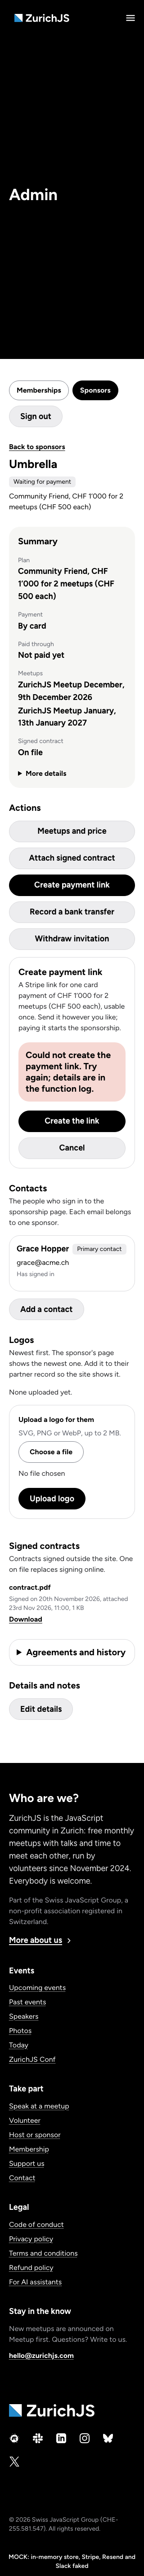 ZurichJS
Admin
Memberships
Sponsors
Sign out
Back to sponsors
Umbrella
Waiting for payment
Community Friend, CHF 1'000 for 2
meetups (CHF 500 each)
Summary
Plan
Community Friend, CHF
1'000 for 2 meetups (CHF
500 each)
Payment
By card
Paid through
Not paid yet
Meetups
ZurichJS Meetup December,
9th December 2026
ZurichJS Meetup January,
13th January 2027
Signed contract
On file
More details
Actions
Meetups and price
Attach signed contract
Create payment link
Record a bank transfer
Withdraw invitation
Create payment link
A Stripe link for one card
payment of CHF 1'000 for 2
meetups (CHF 500 each), usable
once. Send it however you like;
paying it starts the sponsorship.
Could not create the
payment link. Try
again; details are in
the function log.
Create the link
Cancel
Contacts
The people who sign in to the
sponsorship page. Each email belongs
to one sponsor.
Grace Hopper
Primary contact
grace@acme.ch
Has signed in
Add a contact
Logos
Newest first. The sponsor's page
shows the newest one. Add it to their
partner record so the site shows it.
None uploaded yet.
Upload a logo for them
SVG, PNG or WebP, up to 2 MB.
Choose a file
No file chosen
Upload logo
Signed contracts
Contracts signed outside the site. One
on file replaces signing online.
contract.pdf
Signed on 20th November 2026, attached
23rd Nov 2026, 11:00, 1 KB
Download
Agreements and history
Details and notes
Edit details
Who are we?
ZurichJS is the JavaScript
community in Zurich: free monthly
meetups with talks and time to
meet each other, run by
volunteers since November 2024.
Everybody is welcome.
Part of the Swiss JavaScript Group, a
non-profit association registered in
Switzerland.
More about us
Events
Upcoming events
Past events
Speakers
Photos
Today
ZurichJS Conf
Take part
Speak at a meetup
Volunteer
Host or sponsor
Membership
Support us
Contact
Legal
Code of conduct
Privacy policy
Terms and conditions
Refund policy
For AI assistants
Stay in the know
New meetups are announced on
Meetup first. Questions? Write to us.
hello@zurichjs.com
ZurichJS
© 2026 Swiss JavaScript Group (CHE-
255.581.547). All rights reserved.
MOCK: in-memory store, Stripe, Resend and
Slack faked